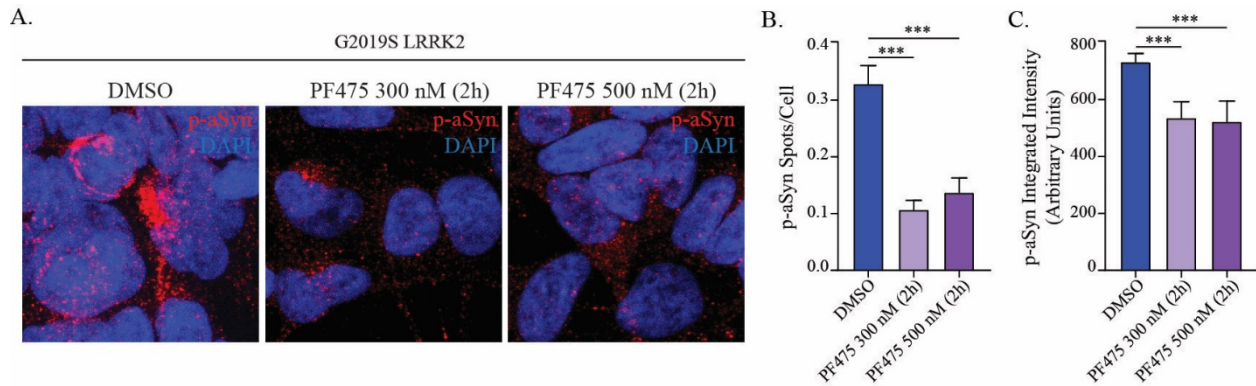 A.
G2019S LRRK2
DMSO
PF475 300 nM (2h)
PF475 500 nM (2h)
p-aSyn
DAPI
p-aSyn
DAPI
p-aSyn
DAPI
B.
p-aSyn Spots/Cell
0.4
0.3
0.2
0.1
0.0
***
***
DMSO
PF475 300 nM (2h)
PF475 500 nM (2h)
C.
p-aSyn Integrated Intensity
(Arbitrary Units)
800
600
400
800
0
***
***
DMSO
PF475 300 nM (2h)
PF475 500 nM (2h)